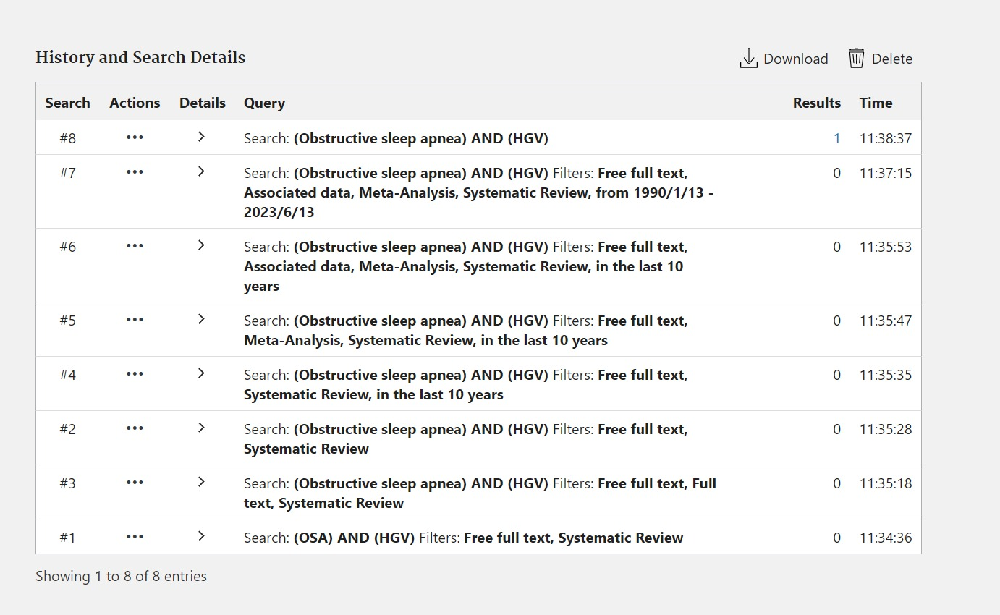 History and Search Details
Download
Delete
Search Actions Details Query Results Time
#8 Search: (Obstructive sleep apnea) AND (HGV) 1 11:38:37
#7 Search: (Obstructive sleep apnea) AND (HGV) Filters: Free full text, 0 11:37:15
Associated data, Meta-Analysis, Systematic Review, from 1990/1/13 -
2023/6/13
#6 Search: (Obstructive sleep apnea) AND (HGV) Filters: Free full text, 0 11:35:53
Associated data, Meta-Analysis, Systematic Review, in the last 10
years
#5 Search: (Obstructive sleep apnea) AND (HGV) Filters: Free full text, 0 11:35:47
Meta-Analysis, Systematic Review, in the last 10 years
#4 Search: (Obstructive sleep apnea) AND (HGV) Filters: Free full text, 0 11:35:35
Systematic Review, in the last 10 years
#2 Search: (Obstructive sleep apnea) AND (HGV) Filters: Free full text, 0 11:35:28
Systematic Review
#3 Search: (Obstructive sleep apnea) AND (HGV) Filters: Free full text, Full 0 11:35:18
text, Systematic Review
#1 Search: (OSA) AND (HGV) Filters: Free full text, Systematic Review 0 11:34:36
Showing 1 to 8 of 8 entries